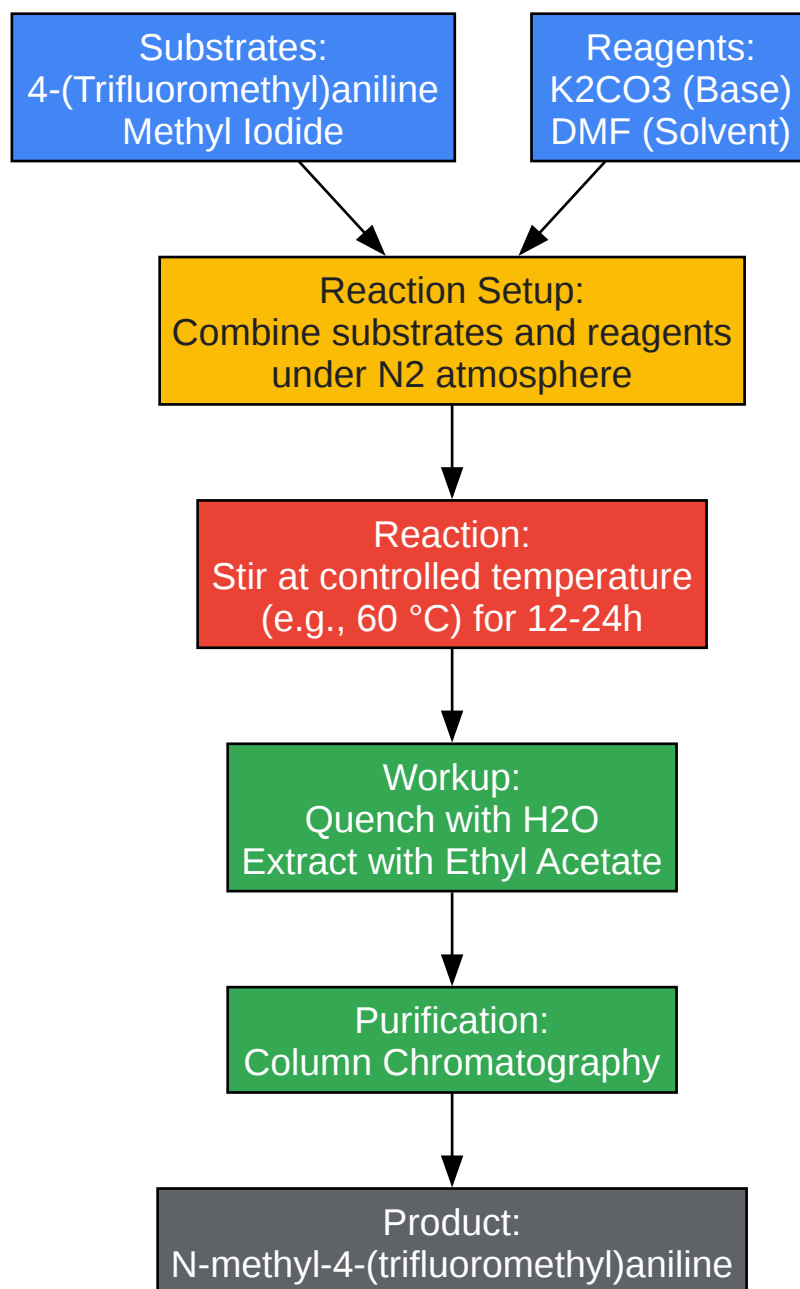 Substrates:
4-(Trifluoromethyl)aniline
Methyl Iodide
Reagents:
K2CO3 (Base)
DMF (Solvent)
Reaction Setup:
Combine substrates and reagents
under N2 atmosphere
Reaction:
Stir at controlled temperature
(e.g., 60 °C) for 12-24h
Workup:
Quench with H2O
Extract with Ethyl Acetate
Purification:
Column Chromatography
Product:
N-methyl-4-(trifluoromethyl)aniline